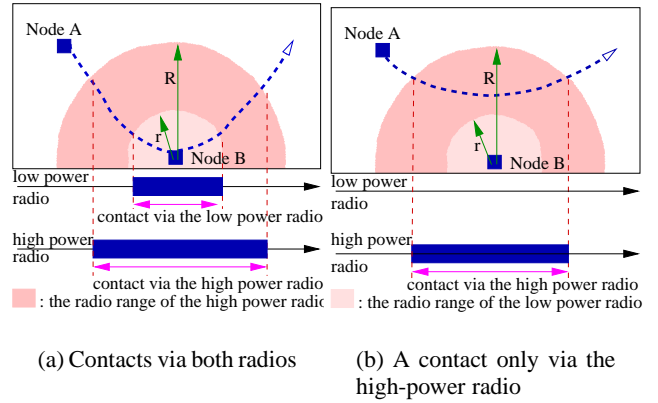 Node A
R
r
Node B
low power
radio
contact via the low power radio
high power
radio
contact via the high power radio
: the radio range of the high power radio
(a) Contacts via both radios
Node A
R
r
Node B
low power
radio
high power
radio
contact via the high power radio
: the radio range of the low power radio
(b) A contact only via the
high-power radio